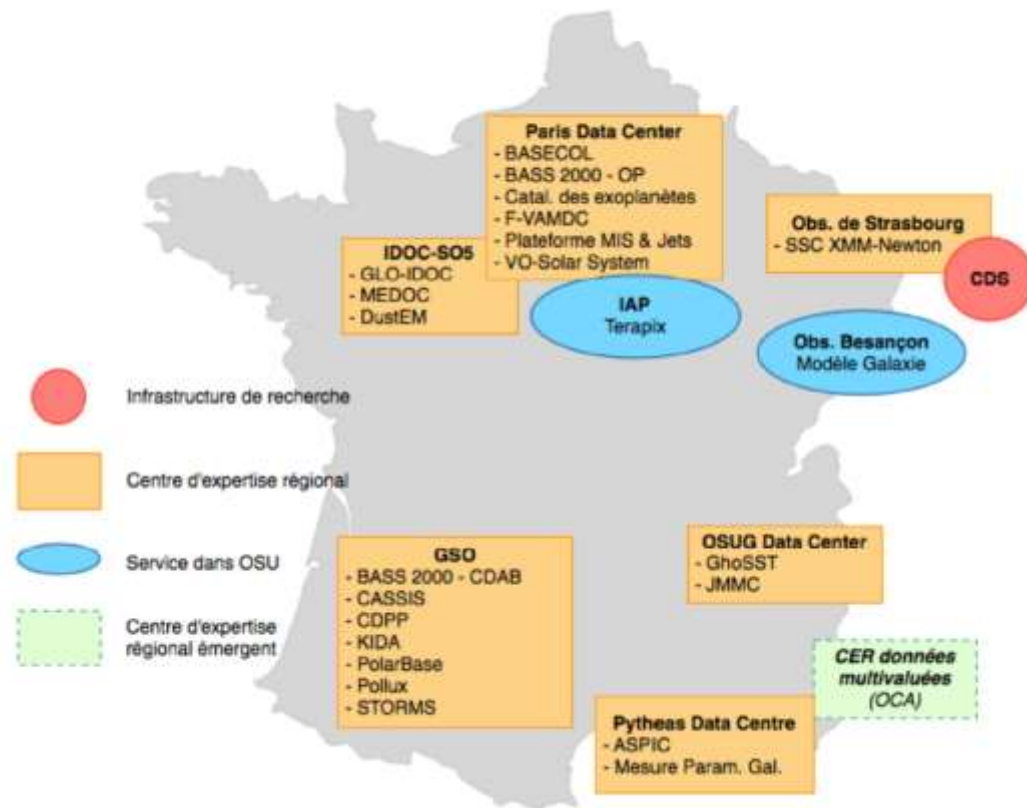 Paris Data Center
- BASECOL
- BASS 2000 - OP
- Catal. des exoplanètes
- F-VAMDC
- Plateforme MIS & Jets
- VO-Solar System
Obs. de Strasbourg
- SSC XMM-Newton
CDS
IDOC-SO5
- GLO-IDOC
- MEDOC
- DustEM
IAP
Terapix
Obs. Besançon
Modèle Galaxie
Infrastructure de recherche
Centre d'expertise régional
Service dans OSU
Centre d'expertise
régional émergent
GSO
- BASS 2000 - CDAB
- CASSIS
- CDPP
- KIDA
- PolarBase
- Pollux
- STORMS
OSUG Data Center
- GhoSST
- JMMC
CER données
multivaluées
(OCA)
Pytheas Data Centre
- ASPIC
- Mesure Param. Gal.